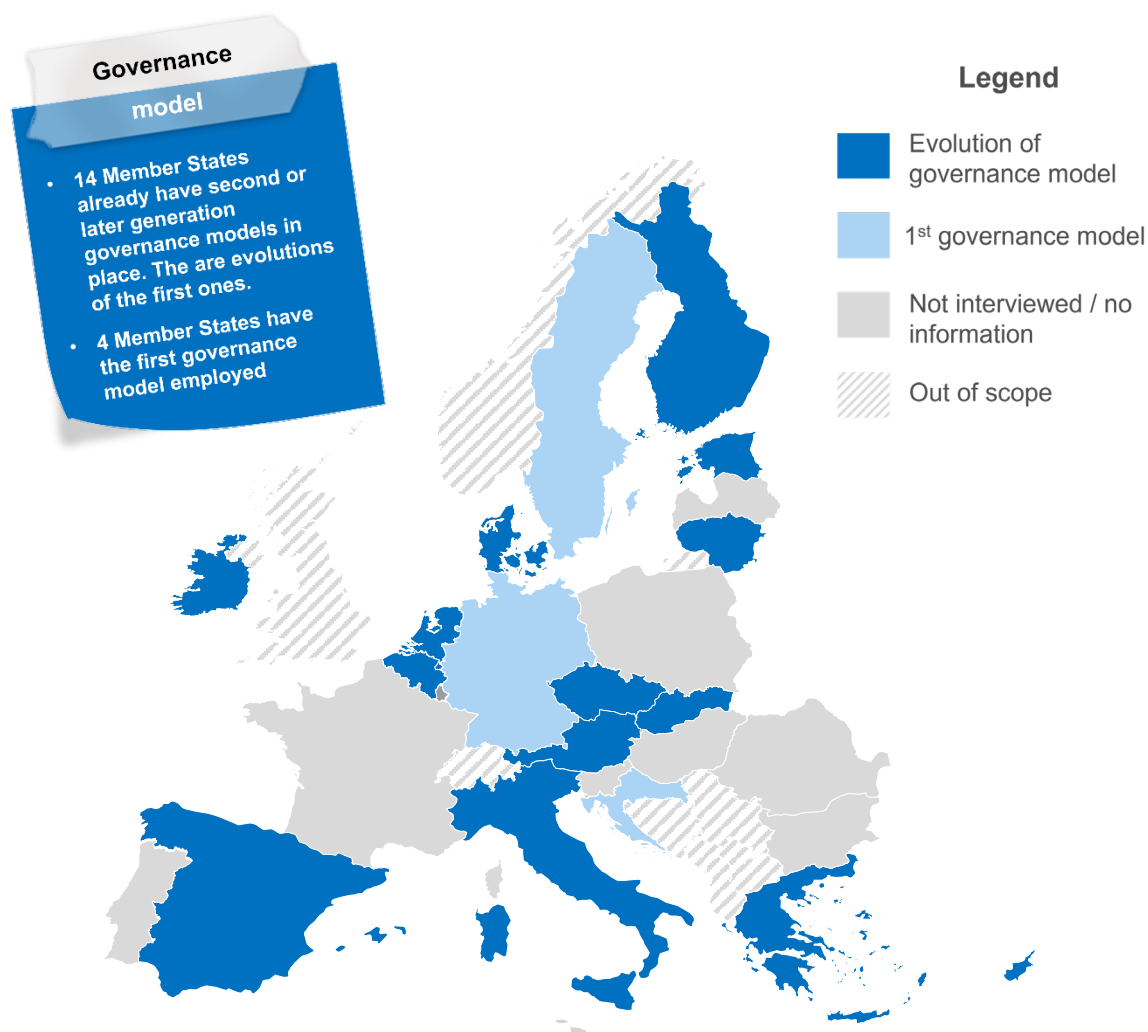 Governance
model
• 14 Member States
already have second or
later generation
governance models in
place. The are evolutions
of the first ones.
• 4 Member States have
the first governance
model employed
Legend
Evolution of
governance model
1st governance model
Not interviewed / no
information
Out of scope